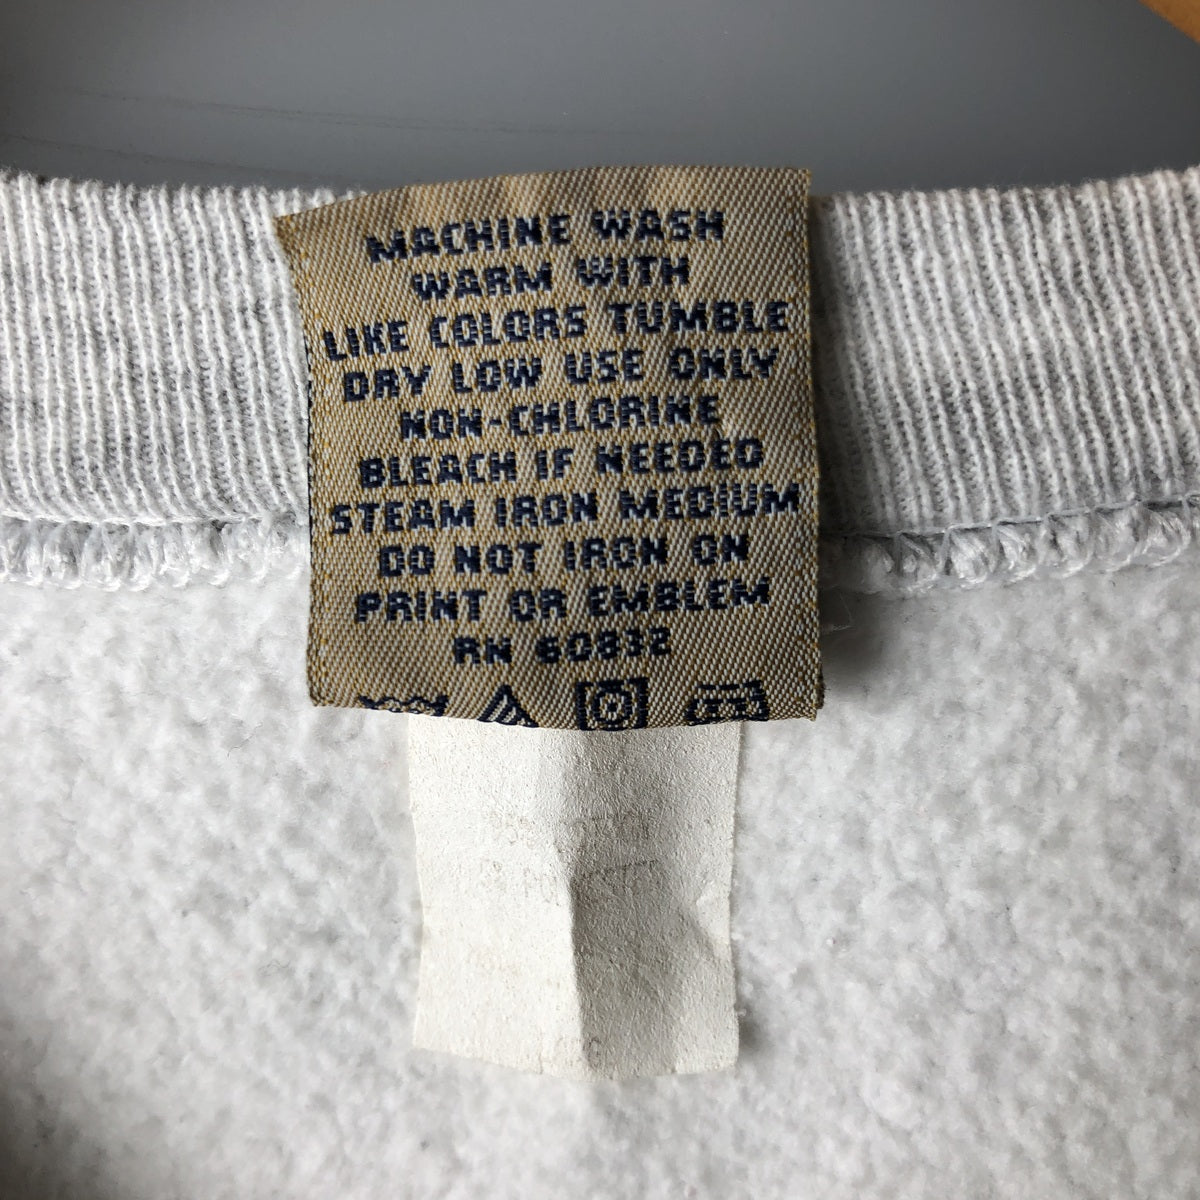 MACHINE WASH
WARM WITH
LIKE COLORS TUMBLE
DRY LOW USE ONLY
NON-CHLORINE
BLEACH IF NEEDED
STEAM IRON MEDIUM
DO NOT IRON ON
PRINT OR EMBLEM
RN 60832